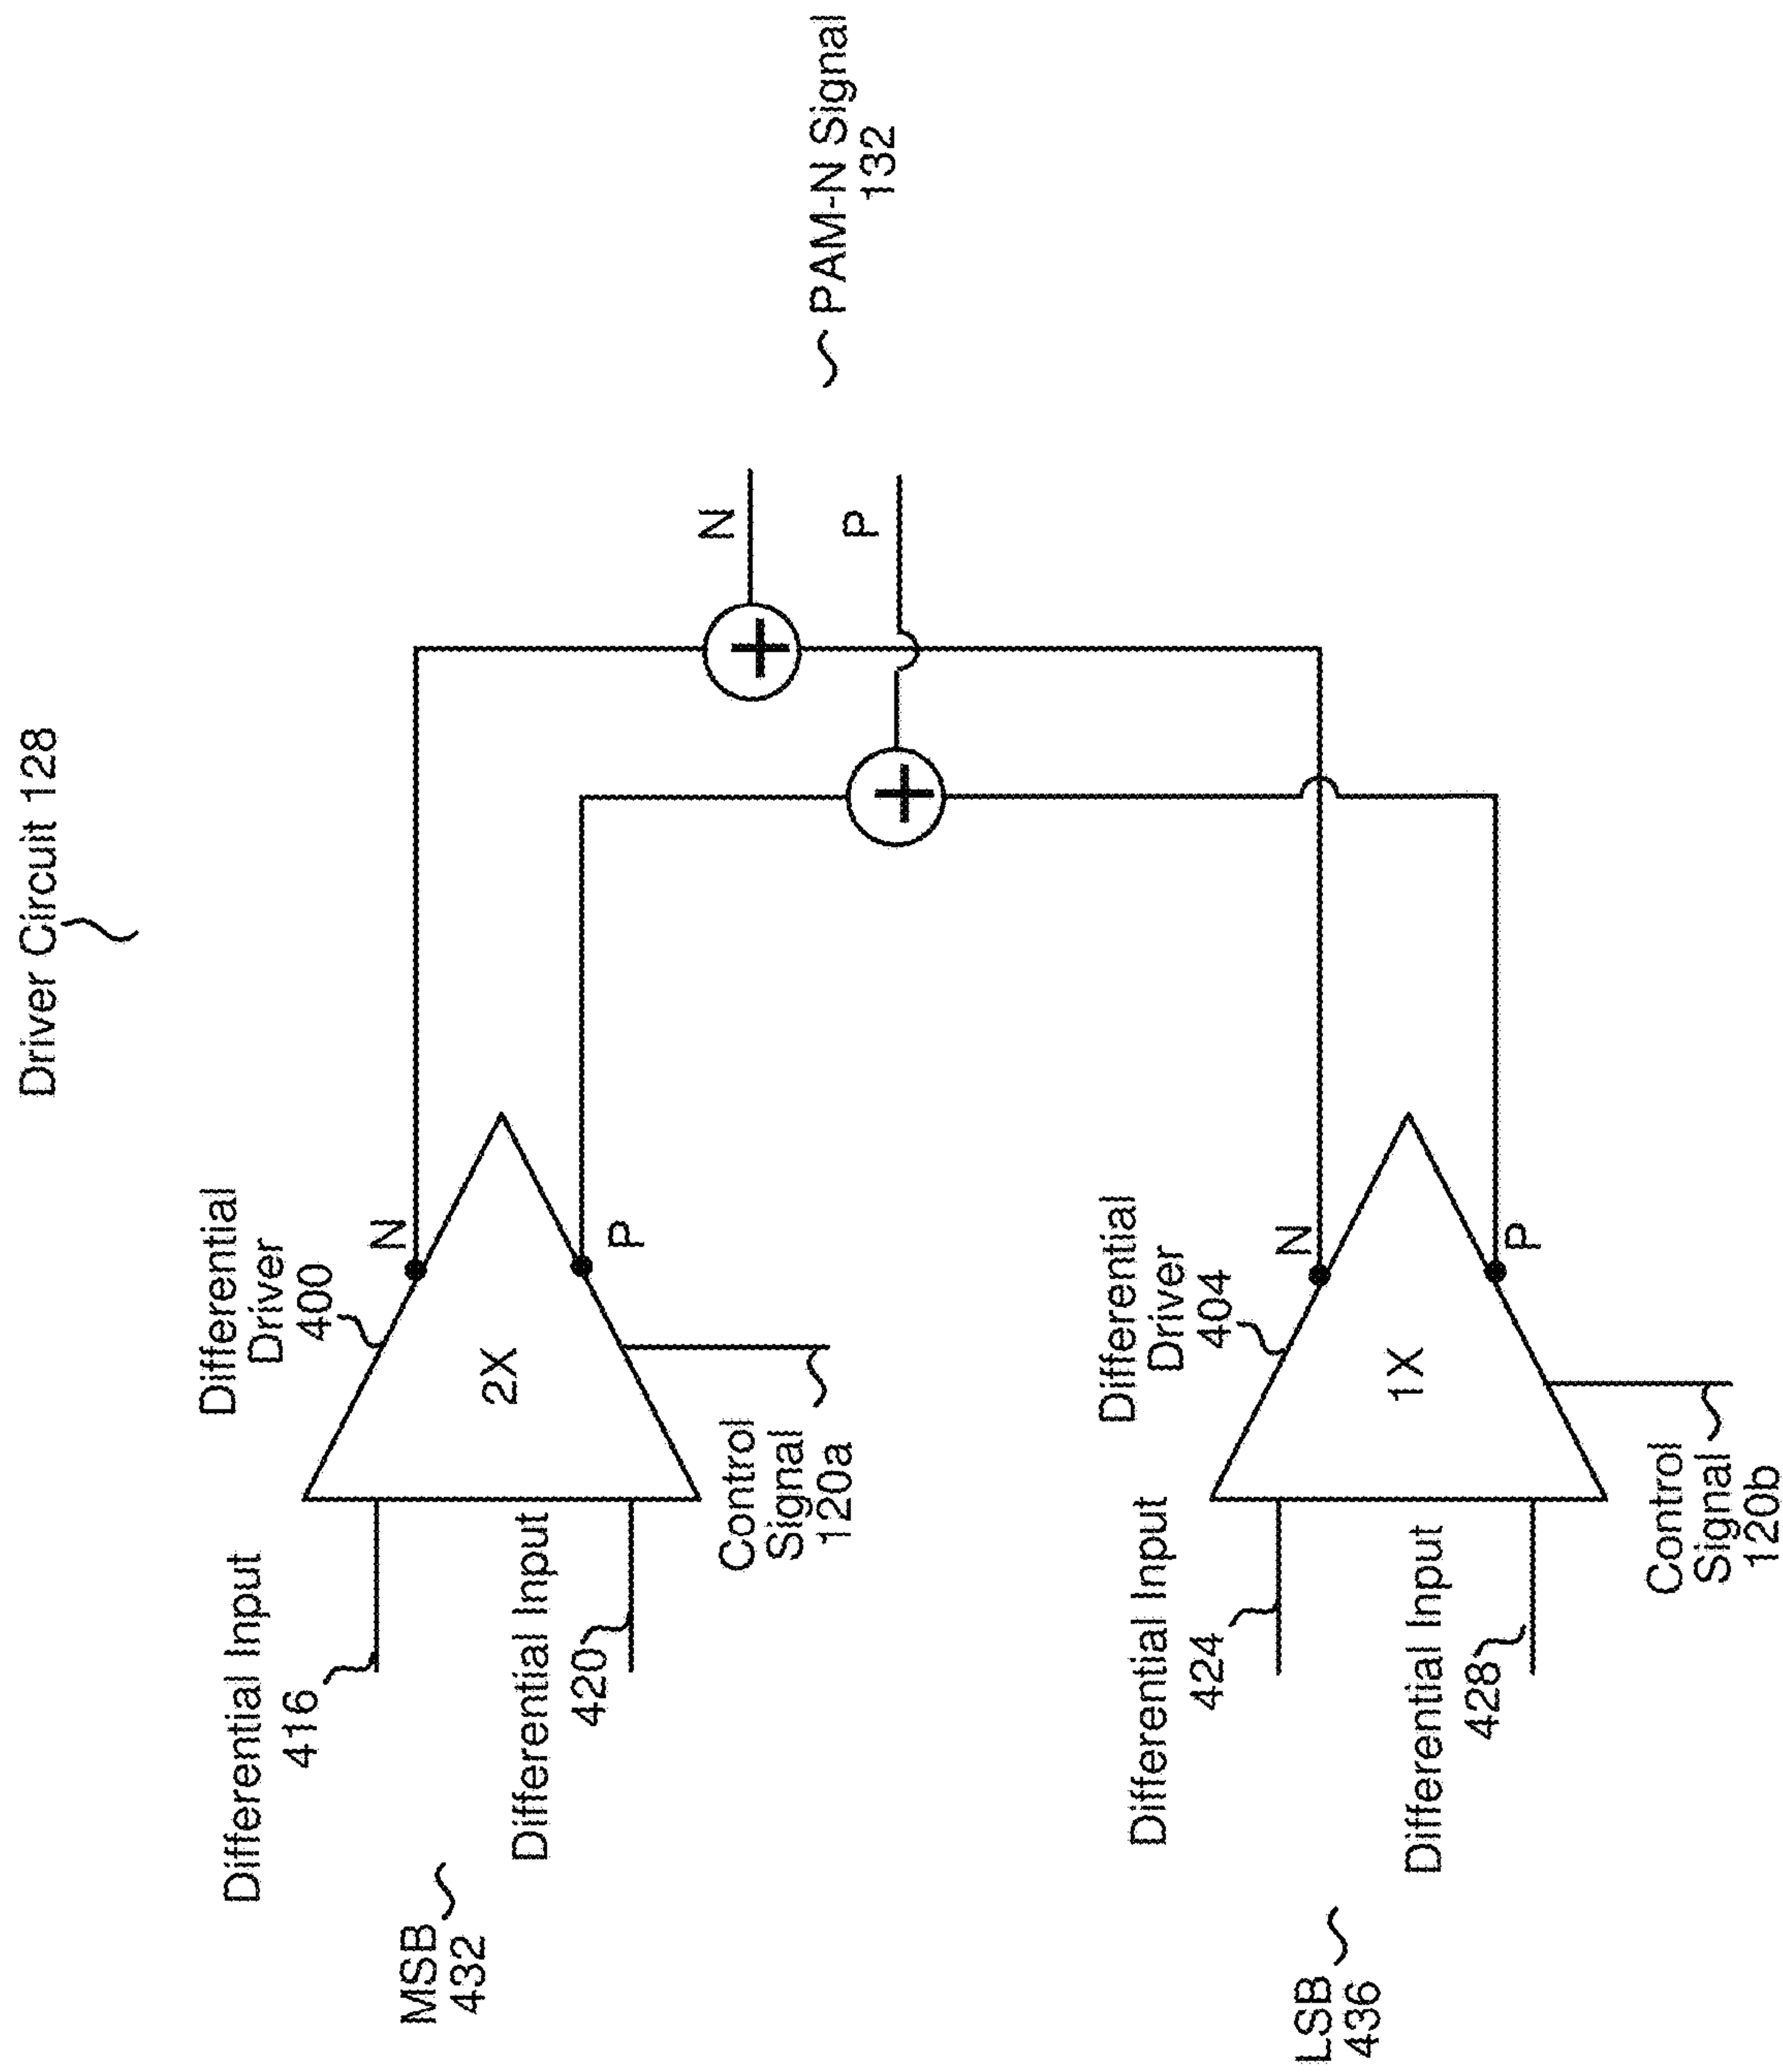 Driver Circuit 128
Differential Input
416
MSB
432
Differential Input
420
Differential
Driver
400
2X
N
P
Control
Signal
120a
N
P
PAM-N Signal
132
Differential Input
424
LSB
436
Differential Input
428
Differential
Driver
404
1X
N
P
Control
Signal
120b